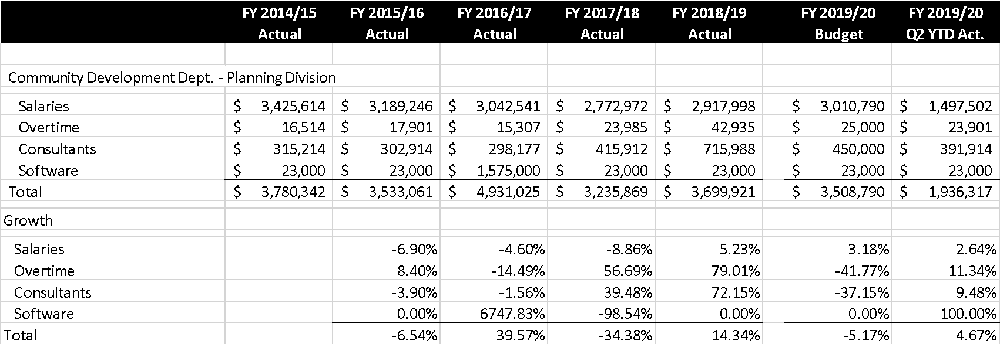 FY 2014/15 FY 2015/16 FY 2016/17 FY 2017/18 FY 2018/19 FY 2019/20 FY 2019/20
Actual Actual Actual Actual Actual Budget Q2 YTD Act.
Community Development Dept. - Planning Division
Salaries $ 3,425,614 $ 3,189,246 $ 3,042,541 $ 2,772,972 $ 2,917,998 $ 3,010,790 $ 1,497,502
Overtime $ 16,514 $ 17,901 $ 15,307 $ 23,985 $ 42,935 $ 25,000 $ 23,901
Consultants $ 315,214 $ 302,914 $ 298,177 $ 415,912 $ 715,988 $ 450,000 $ 391,914
Software $ 23,000 $ 23,000 $ 1,575,000 $ 23,000 $ 23,000 $ 23,000 $ 23,000
Total $ 3,780,342 $ 3,533,061 $ 4,931,025 $ 3,235,869 $ 3,699,921 $ 3,508,790 $ 1,936,317
Growth
Salaries -6.90% -4.60% -8.86% 5.23% 3.18% 2.64%
Overtime 8.40% -14.49% 56.69% 79.01% -41.77% 11.34%
Consultants -3.90% -1.56% 39.48% 72.15% -37.15% 9.48%
Software 0.00% 6747.83% -98.54% 0.00% 0.00% 100.00%
Total -6.54% 39.57% -34.38% 14.34% -5.17% 4.67%